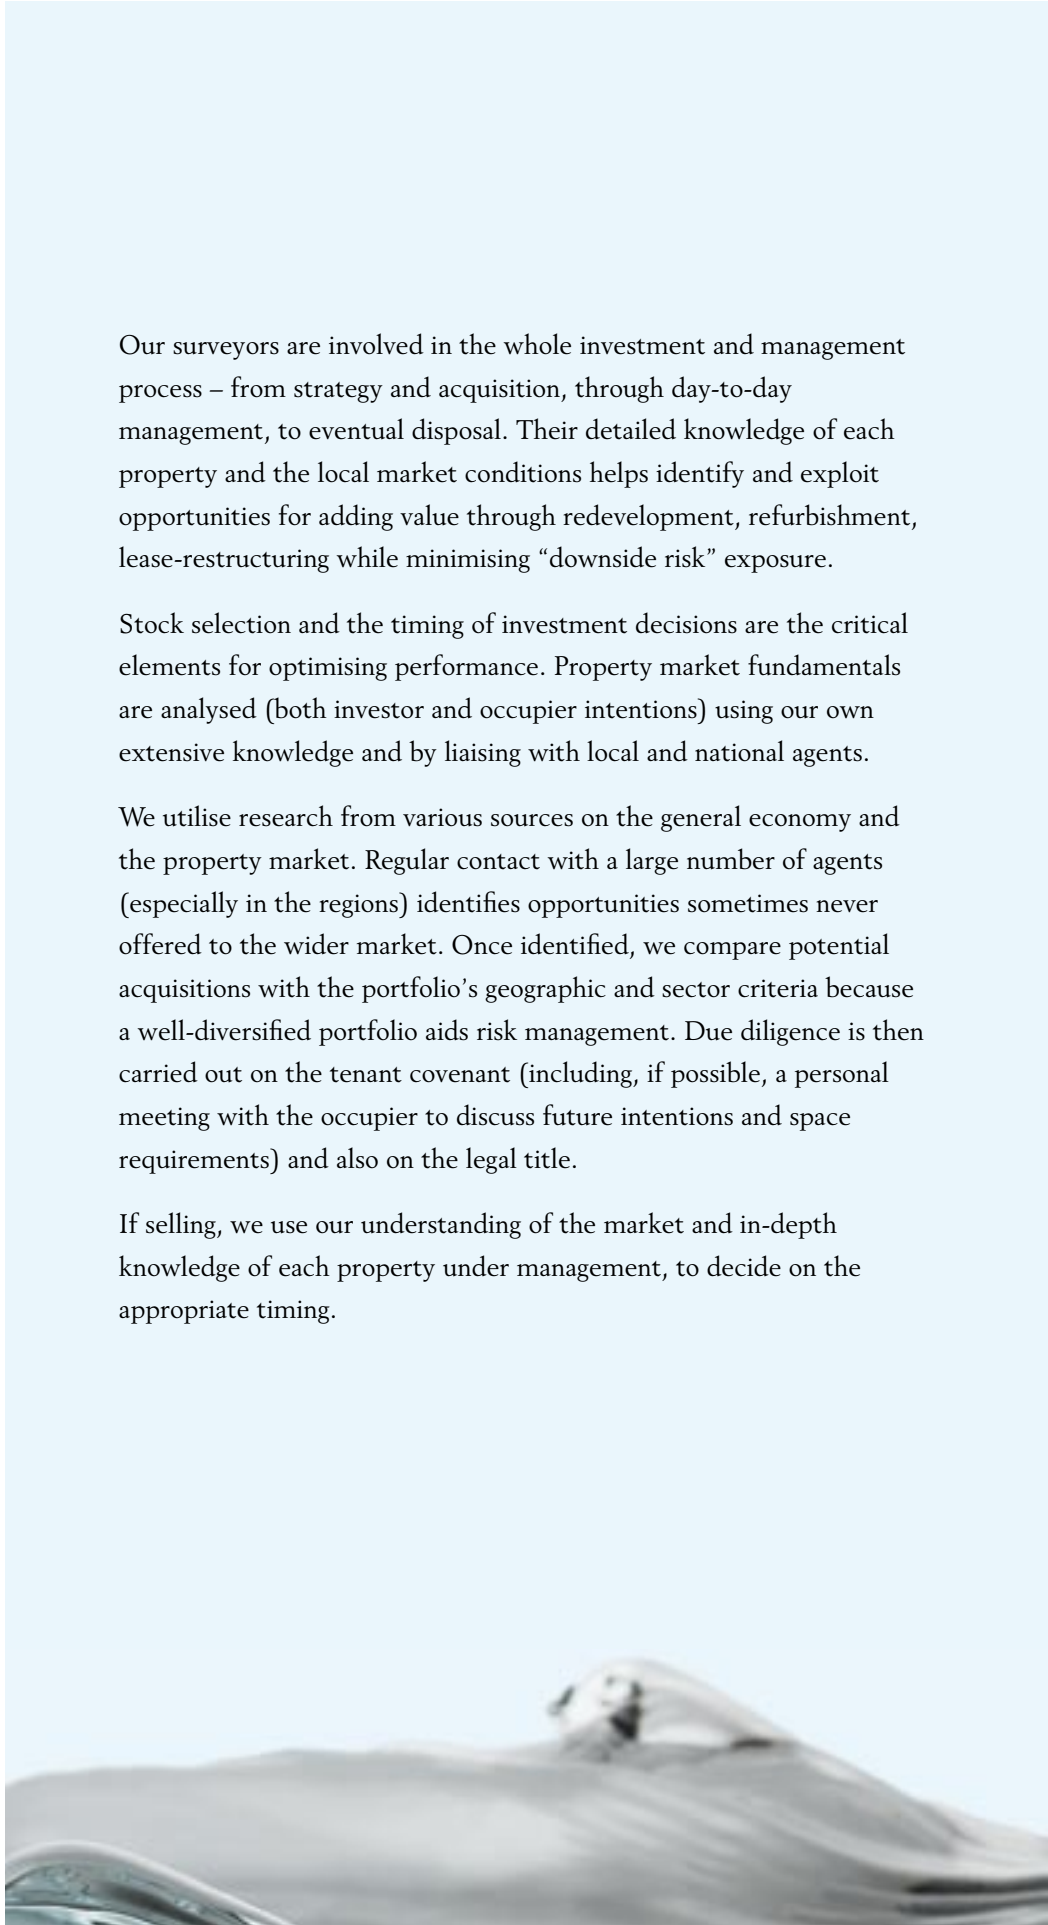 Our surveyors are involved in the whole investment and management
process – from strategy and acquisition, through day-to-day
management, to eventual disposal. Their detailed knowledge of each
property and the local market conditions helps identify and exploit
opportunities for adding value through redevelopment, refurbishment,
lease-restructuring while minimising “downside risk” exposure.
Stock selection and the timing of investment decisions are the critical
elements for optimising performance. Property market fundamentals
are analysed (both investor and occupier intentions) using our own
extensive knowledge and by liaising with local and national agents.
We utilise research from various sources on the general economy and
the property market. Regular contact with a large number of agents
(especially in the regions) identifies opportunities sometimes never
offered to the wider market. Once identified, we compare potential
acquisitions with the portfolio’s geographic and sector criteria because
a well-diversified portfolio aids risk management. Due diligence is then
carried out on the tenant covenant (including, if possible, a personal
meeting with the occupier to discuss future intentions and space
requirements) and also on the legal title.
If selling, we use our understanding of the market and in-depth
knowledge of each property under management, to decide on the
appropriate timing.